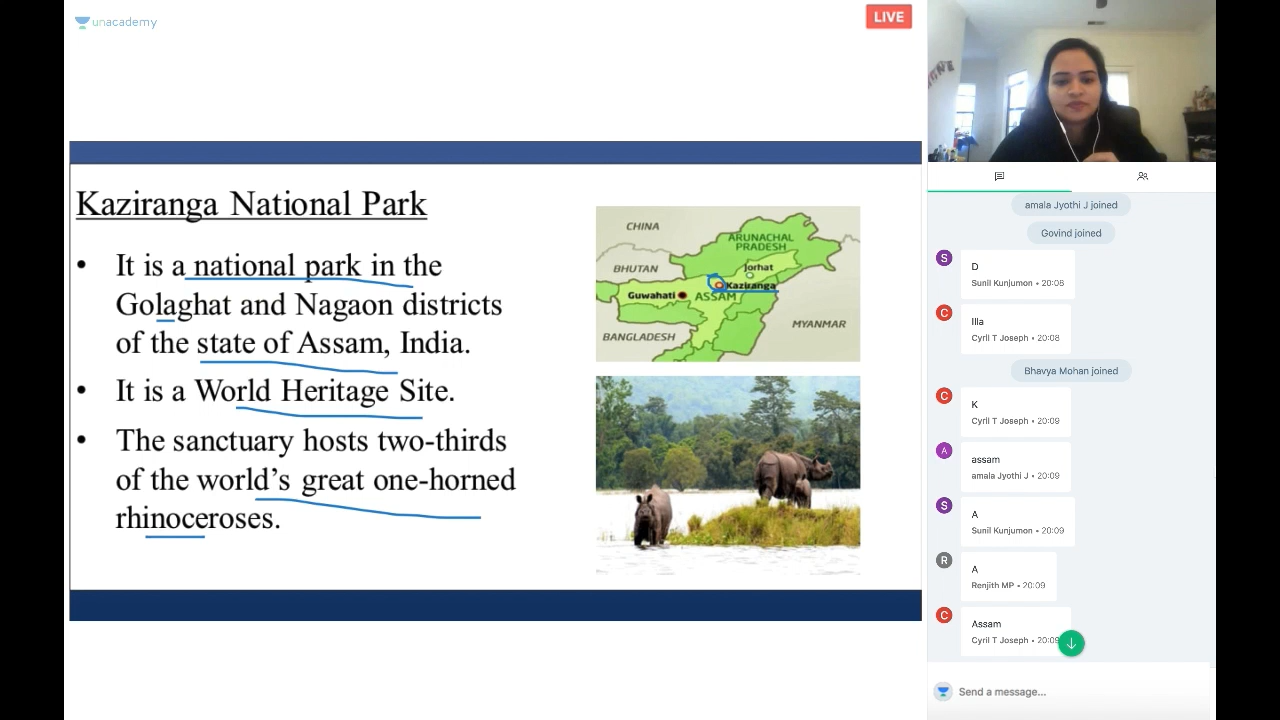 unacademy
LIVE
Kaziranga National Park
• It is a national park in the
Golaghat and Nagaon districts
of the state of Assam, India.
• It is a World Heritage Site.
• The sanctuary hosts two-thirds
of the world's great one-horned
rhinoceroses.
CHINA
ARUNACHAL
PRADESH
BHUTAN
Jorhat
Kaziranga
Guwahati
ASSAM
BANGLADESH
MYANMAR
amala Jyothi J joined
Govind joined
S
D
Sunil Kunjumon • 20:08
C
Illa
Cyril T Joseph • 20:08
Bhavya Mohan joined
C
K
Cyril T Joseph • 20:09
A
assam
amala Jyothi J • 20:09
S
A
Sunil Kunjumon • 20:09
R
A
Renjith MP • 20:09
C
Assam
Cyril T Joseph • 20:09
Send a message...